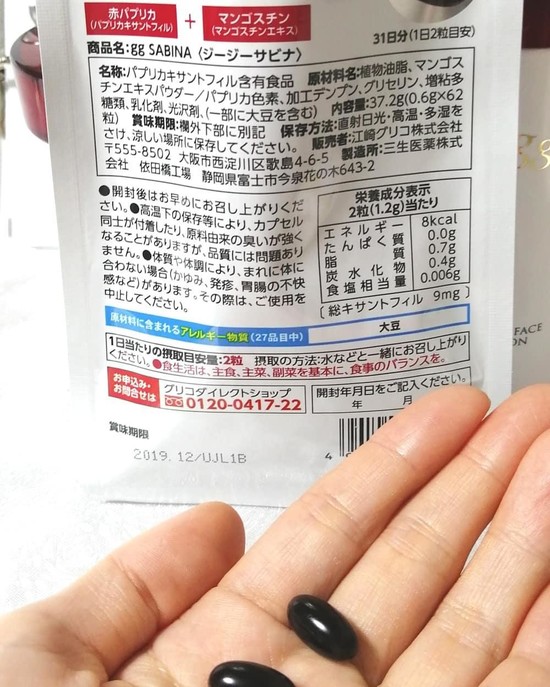 赤パプリカ
(パプリカキサントフィル)
+
マンゴスチン
(マンゴスチンエキス)
31日分(1日2粒目安)
商品名:gg SABINA〈ジージーサビナ〉
名称:パプリカキサントフィル含有食品 原材料名:植物油脂、マンゴス
チンエキスパウダー/パプリカ色素、加工デンプン、グリセリン、増粘多
糖類、乳化剤、光沢剤、(一部に大豆を含む) 内容量:37.2g(0.6g×62
粒) 賞味期限:欄外下部に別記 保存方法:直射日光・高温・多湿を
さけ、涼しい場所に保存してください。 販売者:江崎グリコ株式会社
〒555-8502 大阪市西淀川区歌島4-6-5 製造所:三生医薬株式
会社 依田橋工場 静岡県富士市今泉花の木643-2
●開封後はお早めにお召し上がりくだ
さい。●高温下の保存等により、カプセル
同士が付着したり、原料由来の臭いが強く
なることがありますが、品質には問題あり
ません。●体質や体調により、まれに体に
合わない場合(かゆみ、発疹、胃腸の不快
感など)があります。その際は、ご使用を
中止してください。
栄養成分表示
2粒(1.2g)当たり
エネルギー 8kcal
たんぱく質 0.0g
脂質 0.7g
炭水化物 0.4g
食塩相当量 0.006g
〔総キサントフィル 9mg〕
原材料に含まれるアレルギー物質(27品目中) 大豆
1日当たりの摂取目安量:2粒 摂取の方法:水などと一緒にお召し上がり
ください。●食生活は、主食、主菜、副菜を基本に、食事のバランスを。
お申込み・
お問合せは
グリコダイレクトショップ
0120-0417-22
開封年月日をご記入ください。
年 月
賞味期限
2019.12/UJL1B
4
FACE
ON